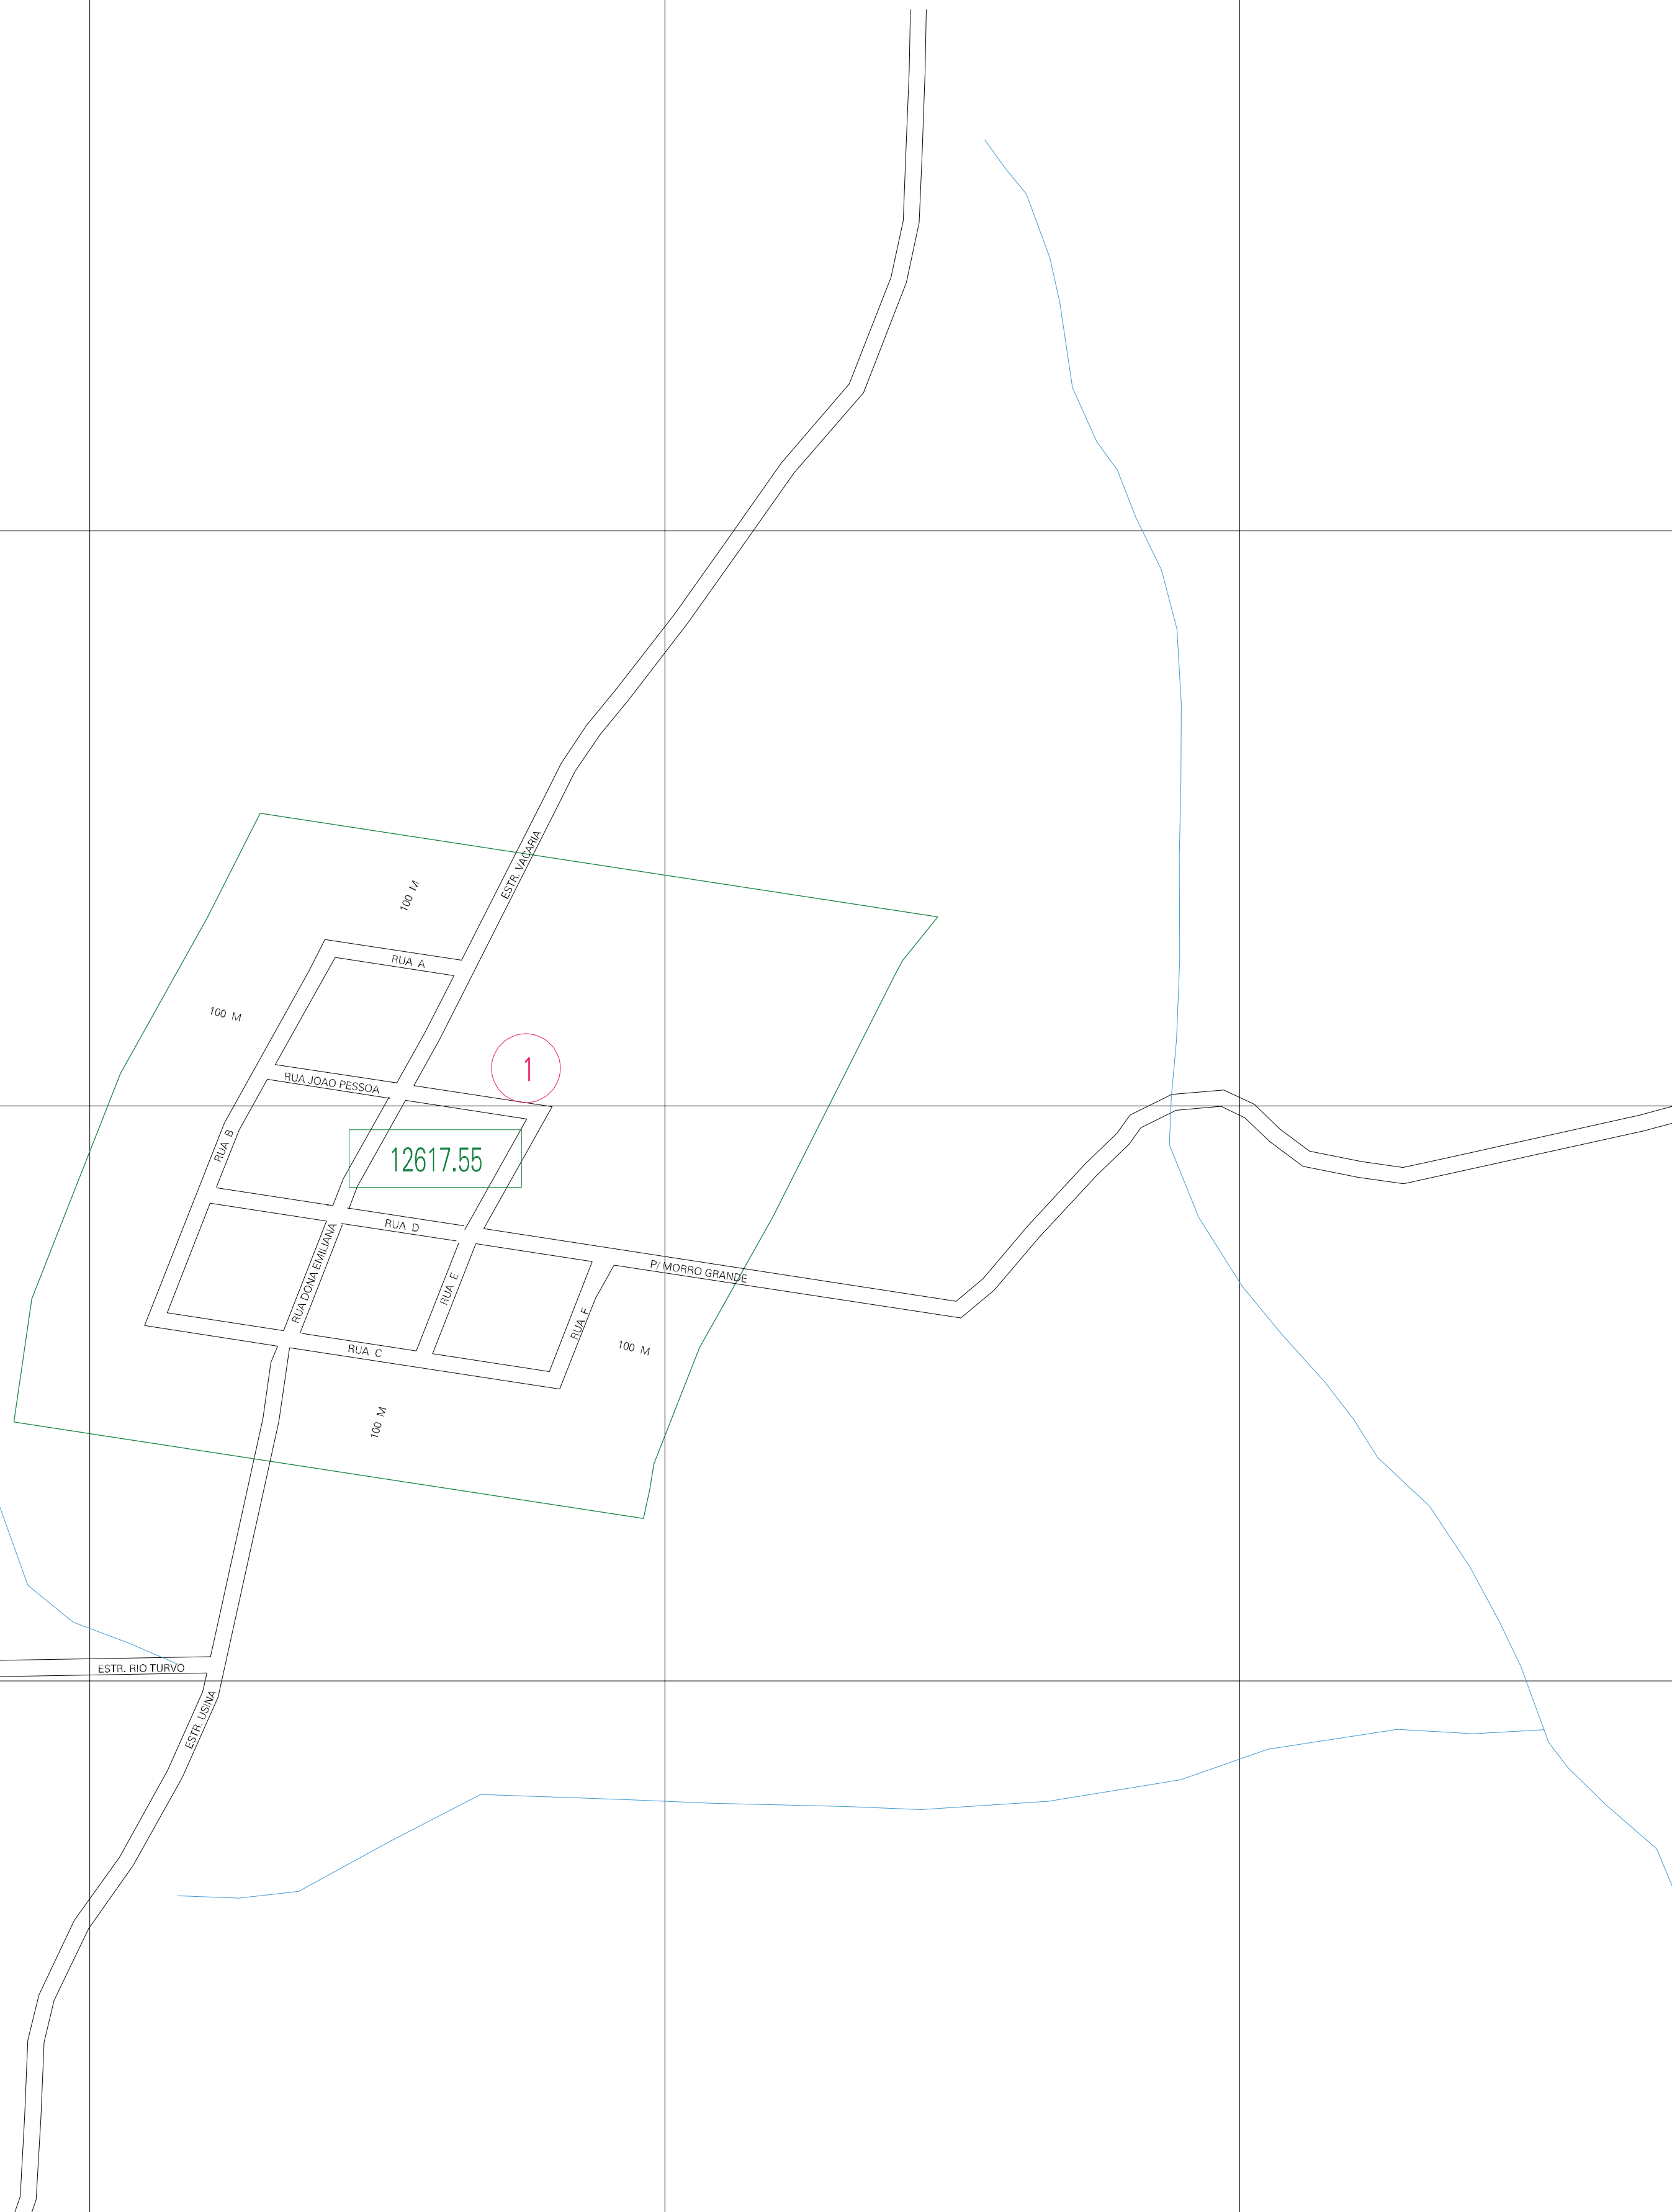 ESTR. VACARIA
100 M
RUA A
100 M
1
RUA JOAO PESSOA
RUA B
12617.55
RUA D
RUA DONA EMILIANA
P/ MORRO GRANDE
RUA E
RUA F
100 M
RUA C
100 M
ESTR. RIO TURVO
ESTR. USINA